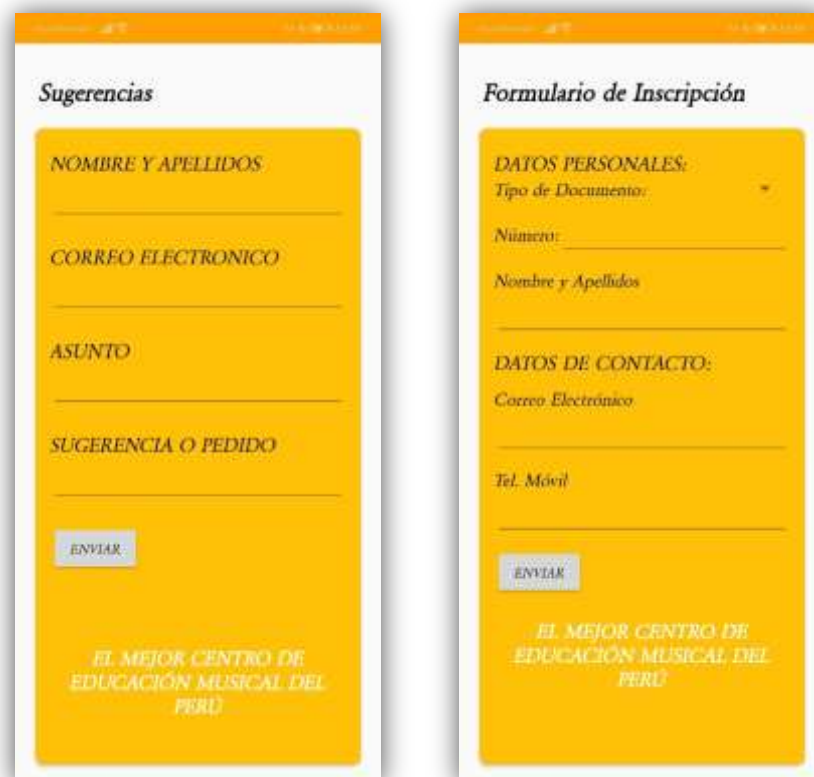 Sugerencias
NOMBRE Y APELLIDOS
CORREO ELECTRONICO
ASUNTO
SUGERENCIA O PEDIDO
ENVIAR
EL MEJOR CENTRO DE
EDUCACIÓN MUSICAL DEL
PERÚ
Formulario de Inscripción
DATOS PERSONALES:
Tipo de Documento:
Número:
Nombre y Apellidos
DATOS DE CONTACTO:
Correo Electrónico
Tel. Móvil
ENVIAR
EL MEJOR CENTRO DE
EDUCACIÓN MUSICAL DEL
PERÚ